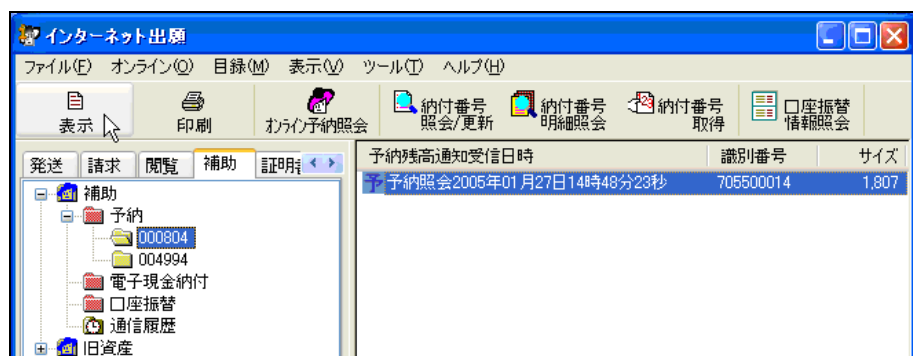 インターネット出願
ファイル(F) オンライン(O) 目録(M) 表示(V) ツール(T) ヘルプ(H)
表示 印刷 オンライン予納照会 納付番号照会/更新 納付番号明細照会 納付番号取得 口座振替情報照会
発送 請求 閲覧 補助 証明
予納残高通知受信日時 識別番号 サイズ
予 予納照会2005年01月27日14時48分23秒 705500014 1,807
補助
予納
000804
004994
電子現金納付
口座振替
通信履歴
旧資産